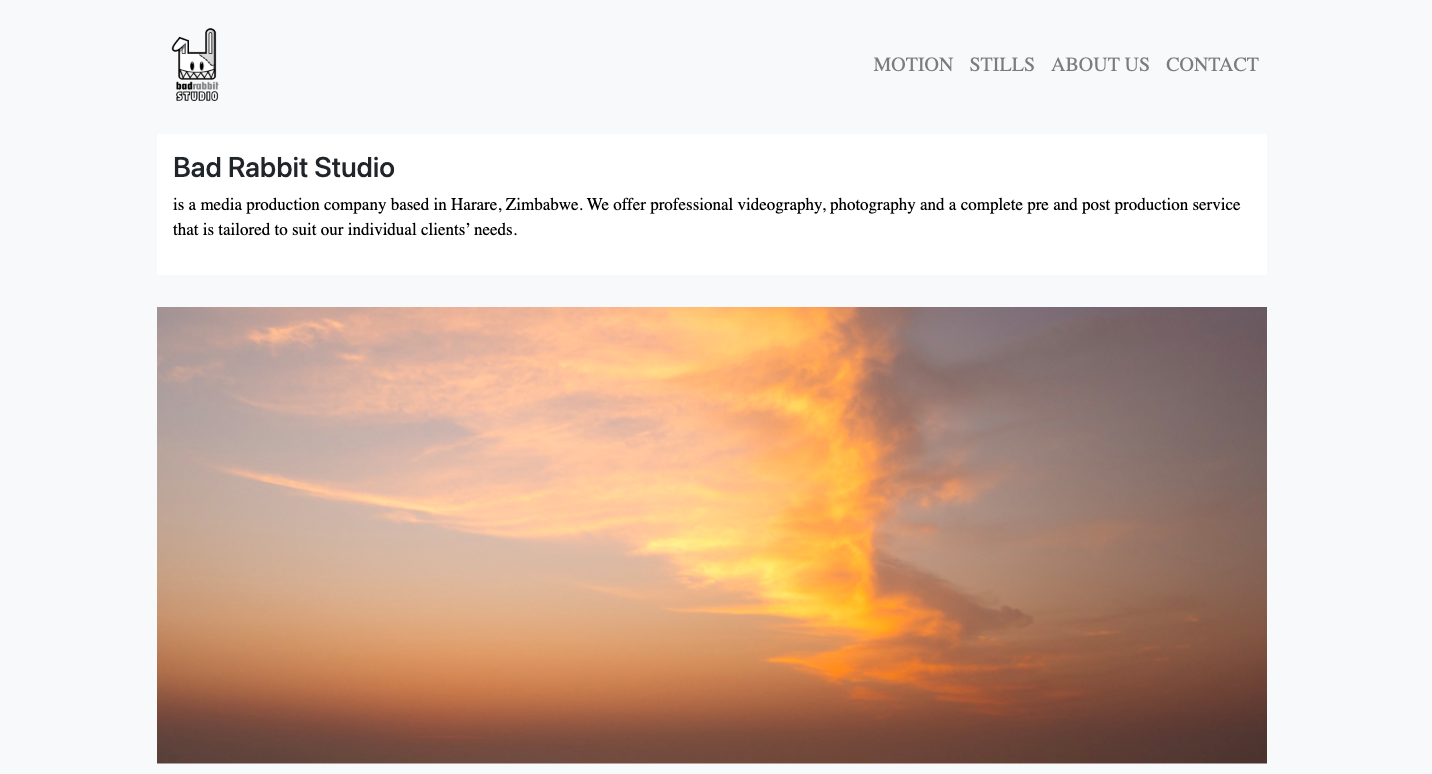 badrabbit
STUDIO
MOTION STILLS ABOUT US CONTACT
Bad Rabbit Studio
is a media production company based in Harare, Zimbabwe. We offer professional videography, photography and a complete pre and post production service
that is tailored to suit our individual clients’ needs.